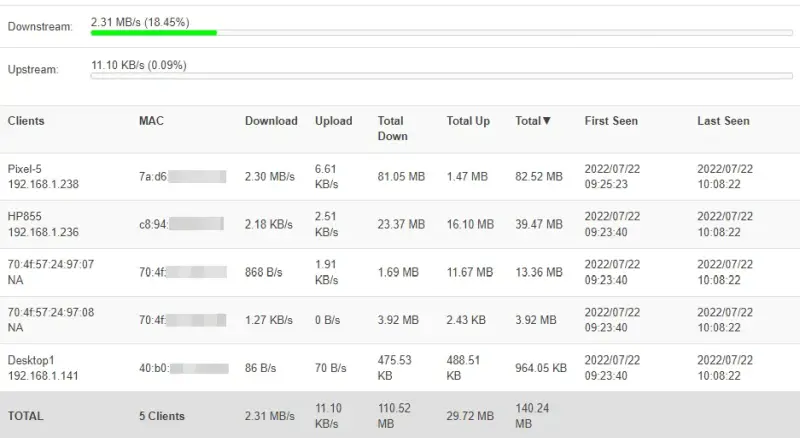 Downstream: 2.31 MB/s (18.45%)
Upstream: 11.10 KB/s (0.09%)
Clients MAC Download Upload Total Down Total Up Total▼ First Seen Last Seen
Pixel-5 192.168.1.238 7a:d6 2.30 MB/s 6.61 KB/s 81.05 MB 1.47 MB 82.52 MB 2022/07/22 09:25:23 2022/07/22 10:08:22
HP855 192.168.1.236 c8:94: 2.18 KB/s 2.51 KB/s 23.37 MB 16.10 MB 39.47 MB 2022/07/22 09:23:40 2022/07/22 10:08:22
70:4f:57:24:97:07 NA 70:4f: 868 B/s 1.91 KB/s 1.69 MB 11.67 MB 13.36 MB 2022/07/22 09:23:40 2022/07/22 10:08:22
70:4f:57:24:97:08 NA 70:4f: 1.27 KB/s 0 B/s 3.92 MB 2.43 KB 3.92 MB 2022/07/22 09:23:40 2022/07/22 10:08:22
Desktop1 192.168.1.141 40:b0: 86 B/s 70 B/s 475.53 KB 488.51 KB 964.05 KB 2022/07/22 09:23:40 2022/07/22 10:08:22
TOTAL 5 Clients 2.31 MB/s 11.10 KB/s 110.52 MB 29.72 MB 140.24 MB